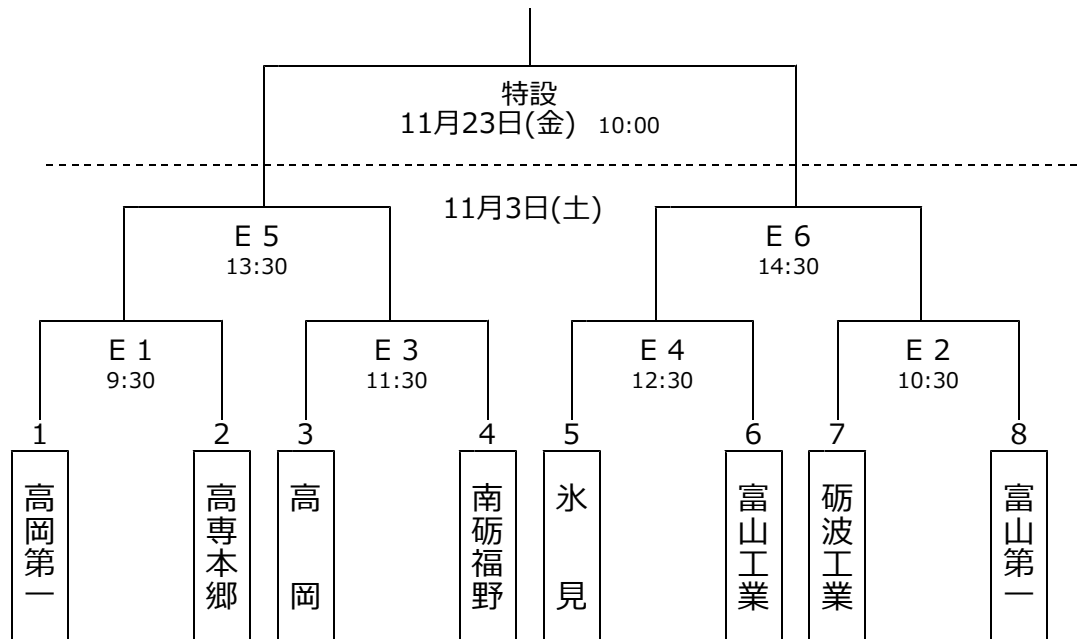 特設
11月23日(金) 10:00
11月3日(土)
E 5
13:30
E 6
14:30
E 1
9:30
E 3
11:30
E 4
12:30
E 2
10:30
1
2
3
4
5
6
7
8
高岡第一
高専本郷
高岡
南砺福野
氷見
富山工業
砺波工業
富山第一